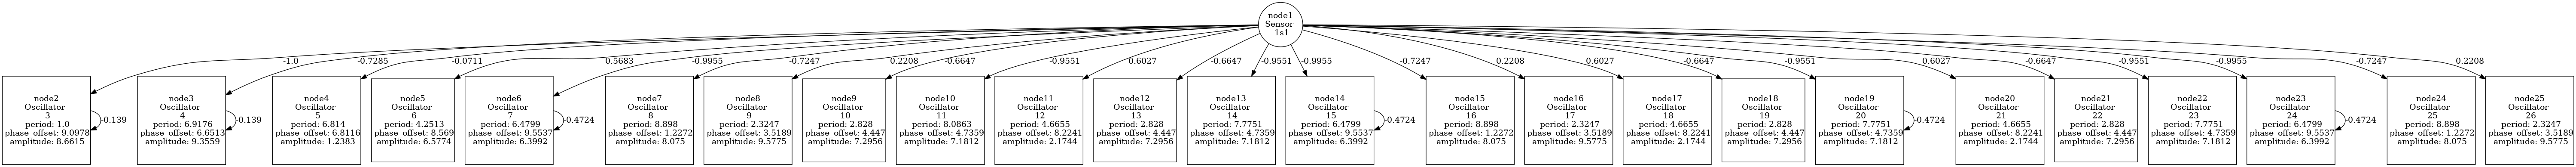 node1
Sensor
1s1
-1.0
-0.7285
-0.0711
0.5683
-0.9955
-0.7247
0.2208
-0.6647
-0.9551
0.6027
-0.6647
-0.9551
-0.9955
-0.7247
0.2208
0.6027
-0.6647
-0.9551
0.6027
-0.6647
-0.9551
-0.9955
-0.7247
0.2208
node2
Oscillator
3
period: 1.0
phase_offset: 9.0978
amplitude: 8.6615
-0.139
node3
Oscillator
4
period: 6.9176
phase_offset: 6.6513
amplitude: 9.3559
-0.139
node4
Oscillator
5
period: 6.814
phase_offset: 6.8116
amplitude: 1.2383
node5
Oscillator
6
period: 4.2513
phase_offset: 8.569
amplitude: 6.5774
node6
Oscillator
7
period: 6.4799
phase_offset: 9.5537
amplitude: 6.3992
-0.4724
node7
Oscillator
8
period: 8.898
phase_offset: 1.2272
amplitude: 8.075
node8
Oscillator
9
period: 2.3247
phase_offset: 3.5189
amplitude: 9.5775
node9
Oscillator
10
period: 2.828
phase_offset: 4.447
amplitude: 7.2956
node10
Oscillator
11
period: 8.0863
phase_offset: 4.7359
amplitude: 7.1812
node11
Oscillator
12
period: 4.6655
phase_offset: 8.2241
amplitude: 2.1744
node12
Oscillator
13
period: 2.828
phase_offset: 4.447
amplitude: 7.2956
node13
Oscillator
14
period: 7.7751
phase_offset: 4.7359
amplitude: 7.1812
node14
Oscillator
15
period: 6.4799
phase_offset: 9.5537
amplitude: 6.3992
-0.4724
node15
Oscillator
16
period: 8.898
phase_offset: 1.2272
amplitude: 8.075
node16
Oscillator
17
period: 2.3247
phase_offset: 3.5189
amplitude: 9.5775
node17
Oscillator
18
period: 4.6655
phase_offset: 8.2241
amplitude: 2.1744
node18
Oscillator
19
period: 2.828
phase_offset: 4.447
amplitude: 7.2956
node19
Oscillator
20
period: 7.7751
phase_offset: 4.7359
amplitude: 7.1812
-0.4724
node20
Oscillator
21
period: 4.6655
phase_offset: 8.2241
amplitude: 2.1744
node21
Oscillator
22
period: 2.828
phase_offset: 4.447
amplitude: 7.2956
node22
Oscillator
23
period: 7.7751
phase_offset: 4.7359
amplitude: 7.1812
node23
Oscillator
24
period: 6.4799
phase_offset: 9.5537
amplitude: 6.3992
-0.4724
node24
Oscillator
25
period: 8.898
phase_offset: 1.2272
amplitude: 8.075
node25
Oscillator
26
period: 2.3247
phase_offset: 3.5189
amplitude: 9.5775